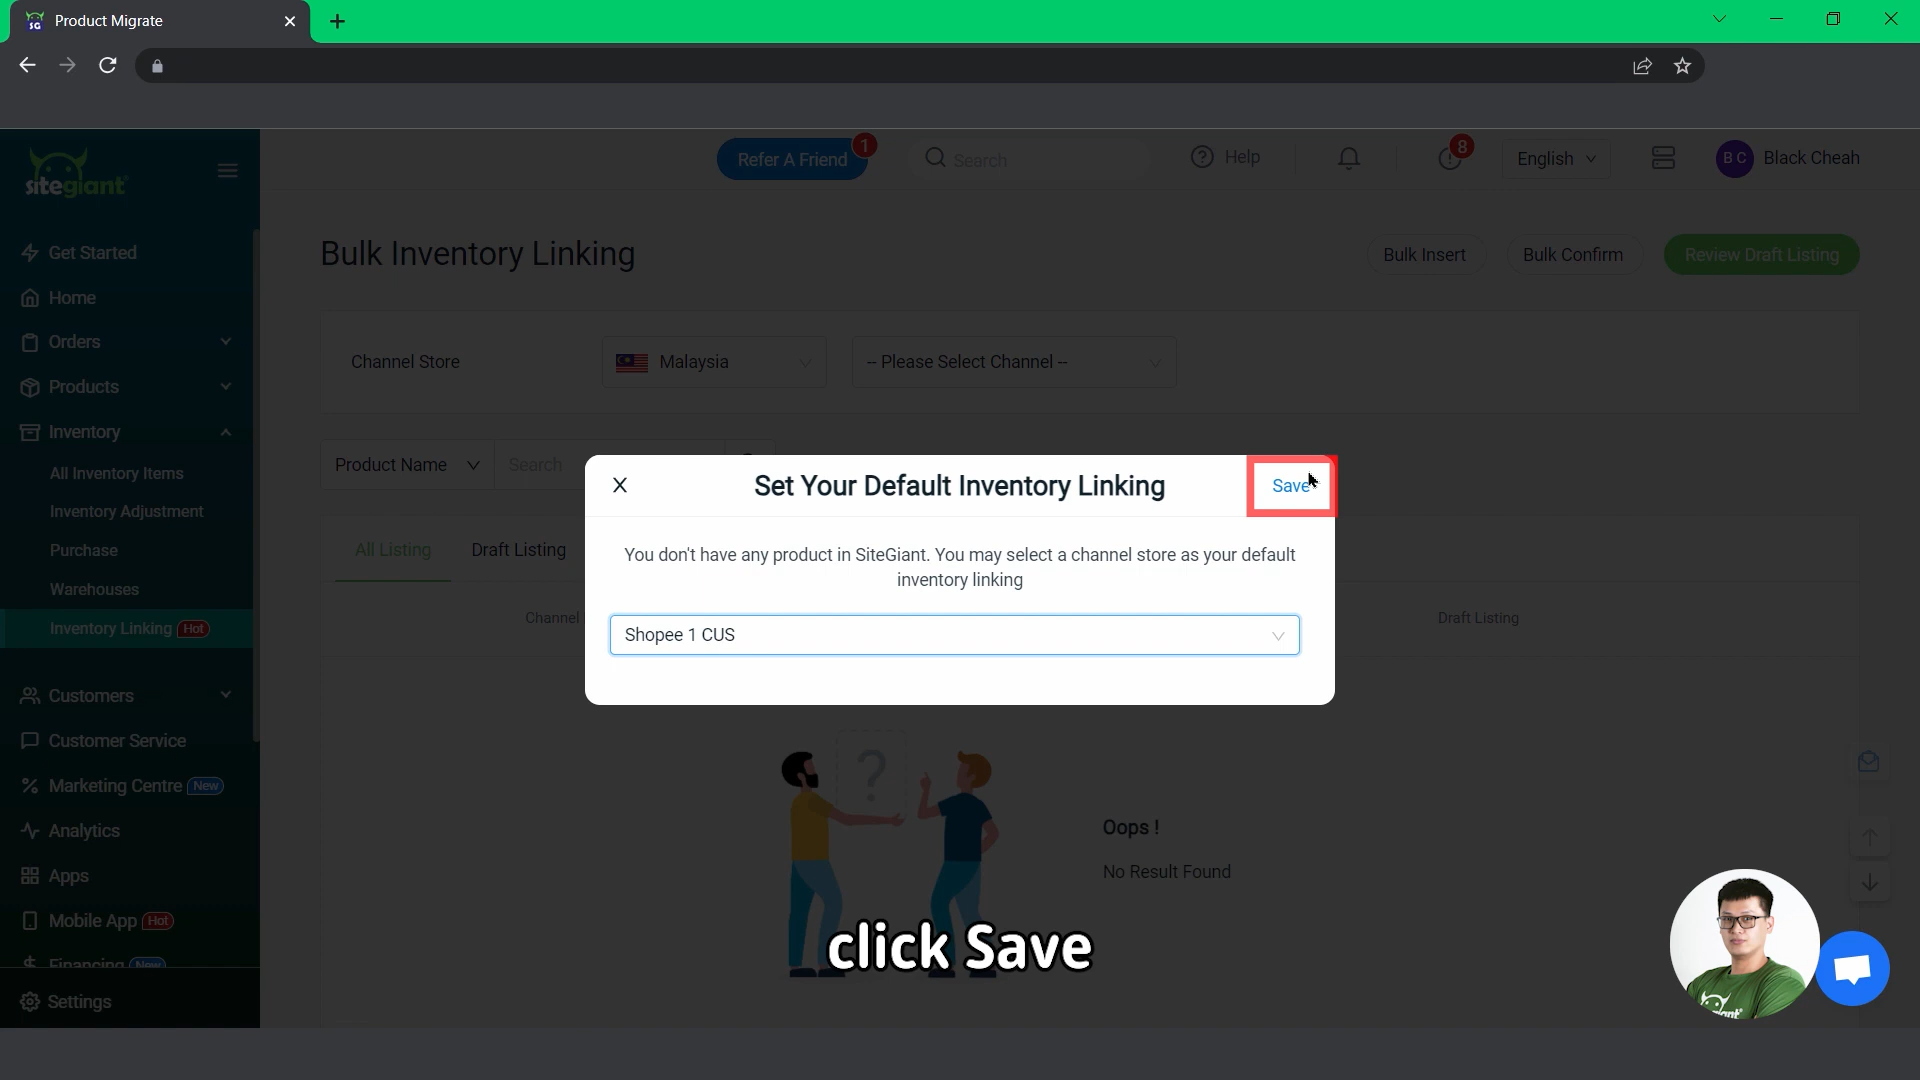 SG Product Migrate
sitegiant
Refer A Friend 1
Search
Help
8
English
BC Black Cheah
Get Started
Home
Orders
Products
Inventory
All Inventory Items
Inventory Adjustment
Purchase
Warehouses
Inventory Linking Hot
Customers
Customer Service
Marketing Centre New
Analytics
Apps
Mobile App Hot
Financing New
Settings
Bulk Inventory Linking
Bulk Insert
Bulk Confirm
Review Draft Listing
Channel Store
Malaysia
-- Please Select Channel --
Product Name
Search
All Listing
Draft Listing
Channel
Draft Listing
X
Set Your Default Inventory Linking
Save
You don't have any product in SiteGiant. You may select a channel store as your default
inventory linking
Shopee 1 CUS
?
Oops !
No Result Found
click Save